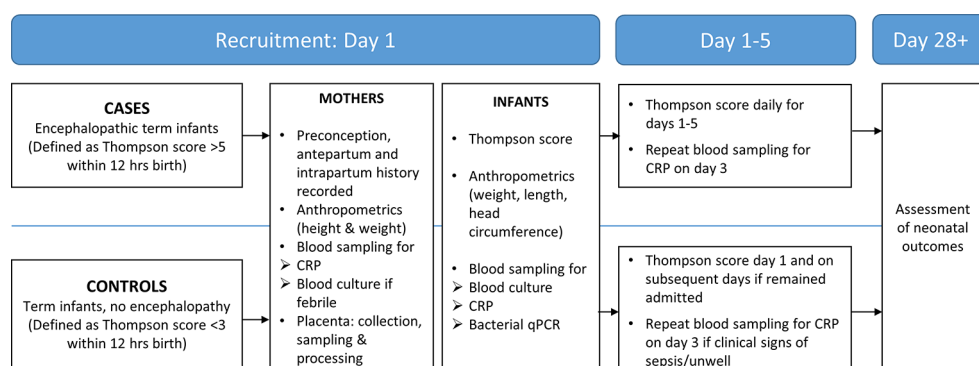 Recruitment: Day 1
Day 1-5
Day 28+
CASES
Encephalopathic term infants
(Defined as Thompson score >5
within 12 hrs birth)
CONTROLS
Term infants, no encephalopathy
(Defined as Thompson score <3
within 12 hrs birth)
MOTHERS
• Preconception,
antepartum and
intrapartum history
recorded
• Anthropometrics
(height & weight)
• Blood sampling for
➢ CRP
➢ Blood culture if
febrile
• Placenta: collection,
sampling &
processing
INFANTS
• Thompson score
• Anthropometrics
(weight, length,
head
circumference)
• Blood sampling for
➢ Blood culture
➢ CRP
➢ Bacterial qPCR
• Thompson score daily for
days 1-5
• Repeat blood sampling for
CRP on day 3
• Thompson score day 1 and on
subsequent days if remained
admitted
• Repeat blood sampling for CRP
on day 3 if clinical signs of
sepsis/unwell
Assessment
of neonatal
outcomes